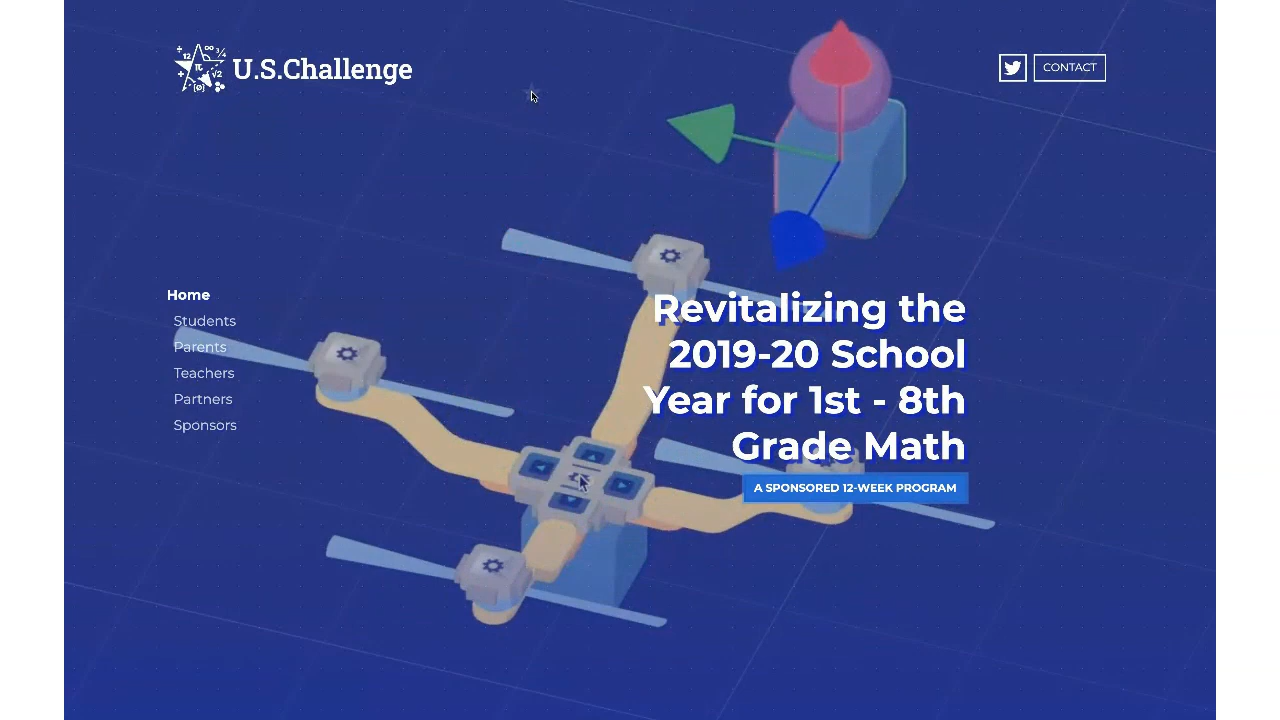 U.S.Challenge
CONTACT
Home
Students
Parents
Teachers
Partners
Sponsors
Revitalizing the
2019-20 School
Year for 1st - 8th
Grade Math
A SPONSORED 12-WEEK PROGRAM